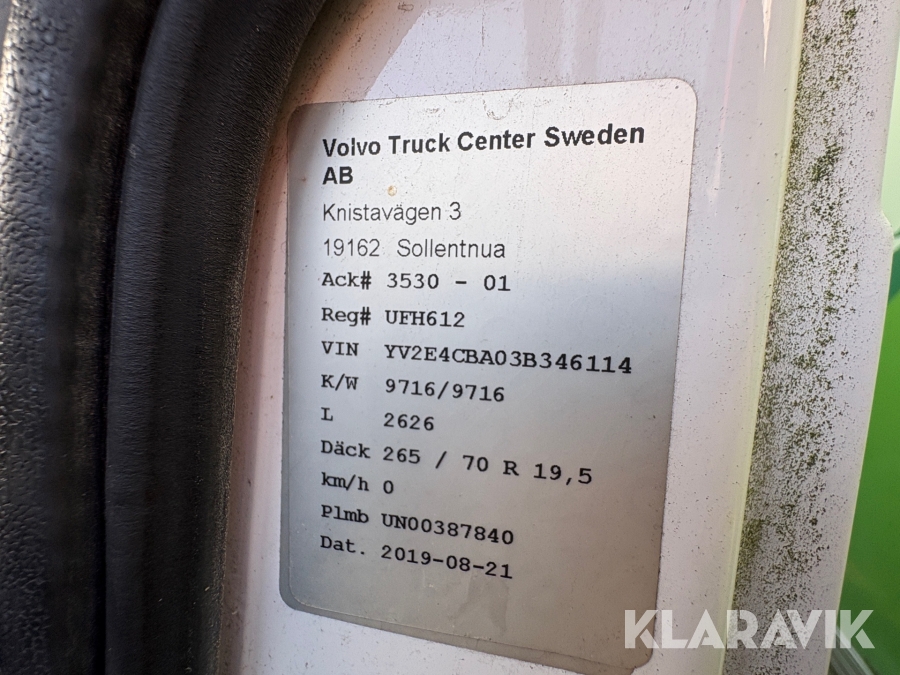 Volvo Truck Center Sweden
AB
Knistavägen 3
19162 Sollentnua
Ack# 3530 - 01
Reg# UFH612
VIN YV2E4CBA03B346114
K/W 9716/9716
L 2626
Däck 265 / 70 R 19,5
km/h 0
Plmb UN00387840
Dat. 2019-08-21
KLARAVIK